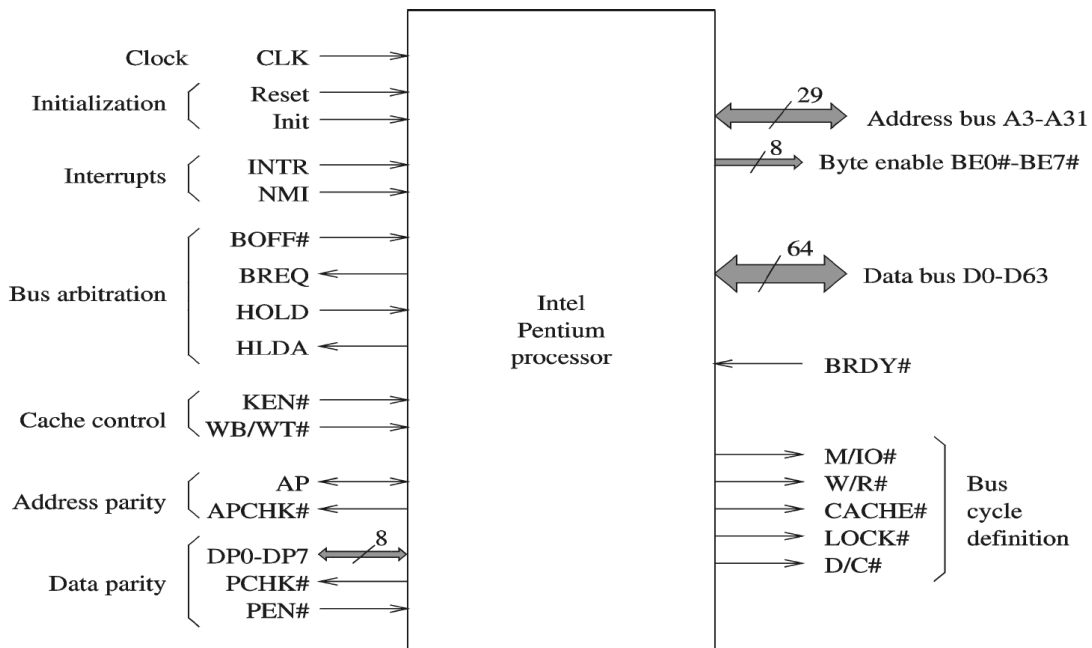 Clock CLK
Initialization Reset
Init
Interrupts INTR
NMI
Bus arbitration BOFF#
BREQ
HOLD
HLDA
Cache control KEN#
WB/WT#
Address parity AP
APCHK#
Data parity DP0-DP7 8
PCHK#
PEN#
Intel
Pentium
processor
29 Address bus A3-A31
8 Byte enable BE0#-BE7#
64 Data bus D0-D63
BRDY#
M/IO#
W/R#
CACHE#
LOCK#
D/C#
Bus
cycle
definition